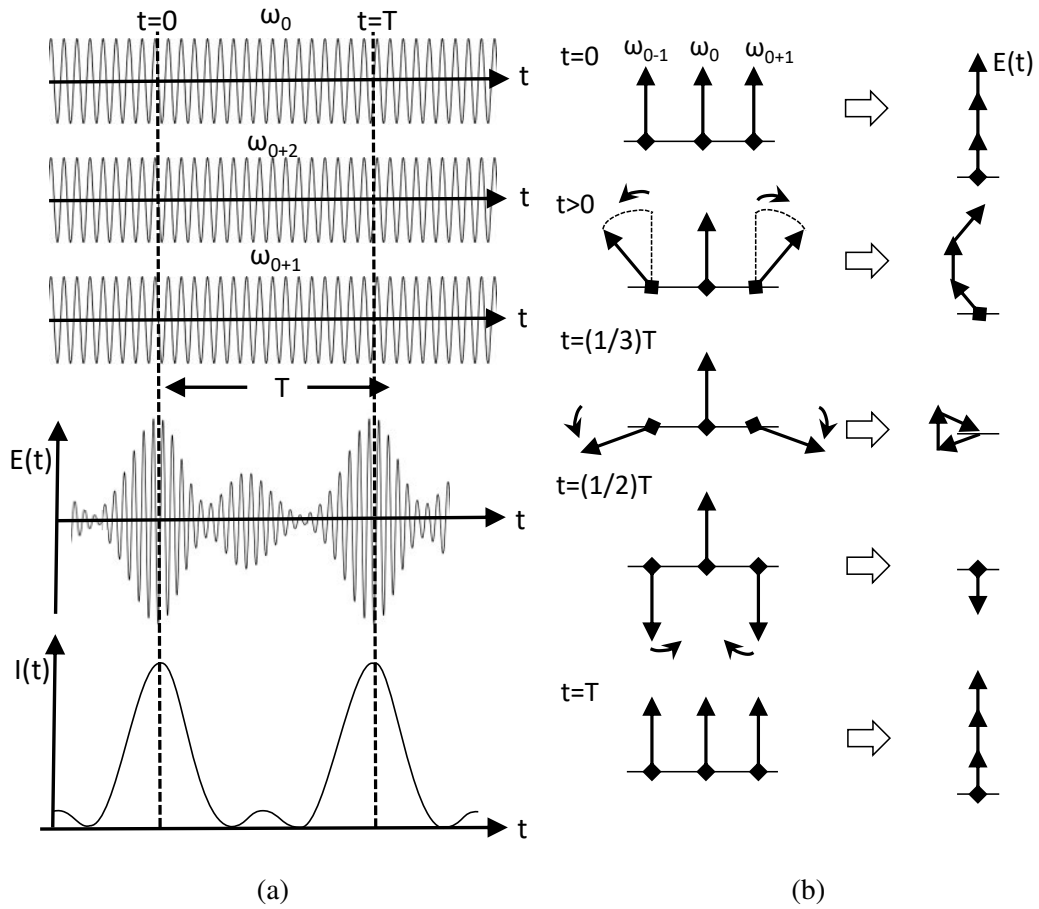 t=0 ω₀ t=T
t
ω₀₊₂
t
ω₀₊₁
t
T
E(t)
t
I(t)
t
(a)
t=0 ω₀₋₁ ω₀ ω₀₊₁ E(t)
t>0
t=(1/3)T
t=(1/2)T
t=T
(b)